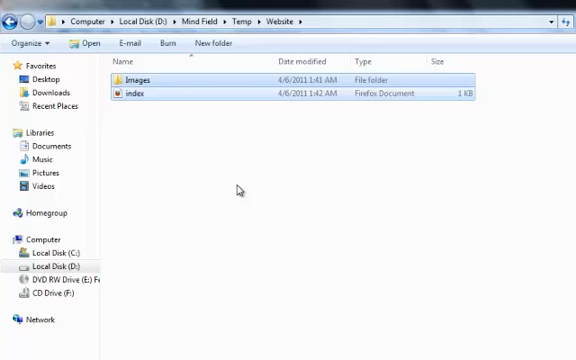 Computer ▸ Local Disk (D:) ▸ Mind Field ▸ Temp ▸ Website ▸
Organize Open E-mail Burn New folder
Name Date modified Type Size
Images 4/6/2011 1:41 AM File folder
index 4/6/2011 1:42 AM Firefox Document 1 KB
Favorites
Desktop
Downloads
Recent Places
Libraries
Documents
Music
Pictures
Videos
Homegroup
Computer
Local Disk (C:)
Local Disk (D:)
DVD RW Drive (E:) Fe
CD Drive (F:)
Network